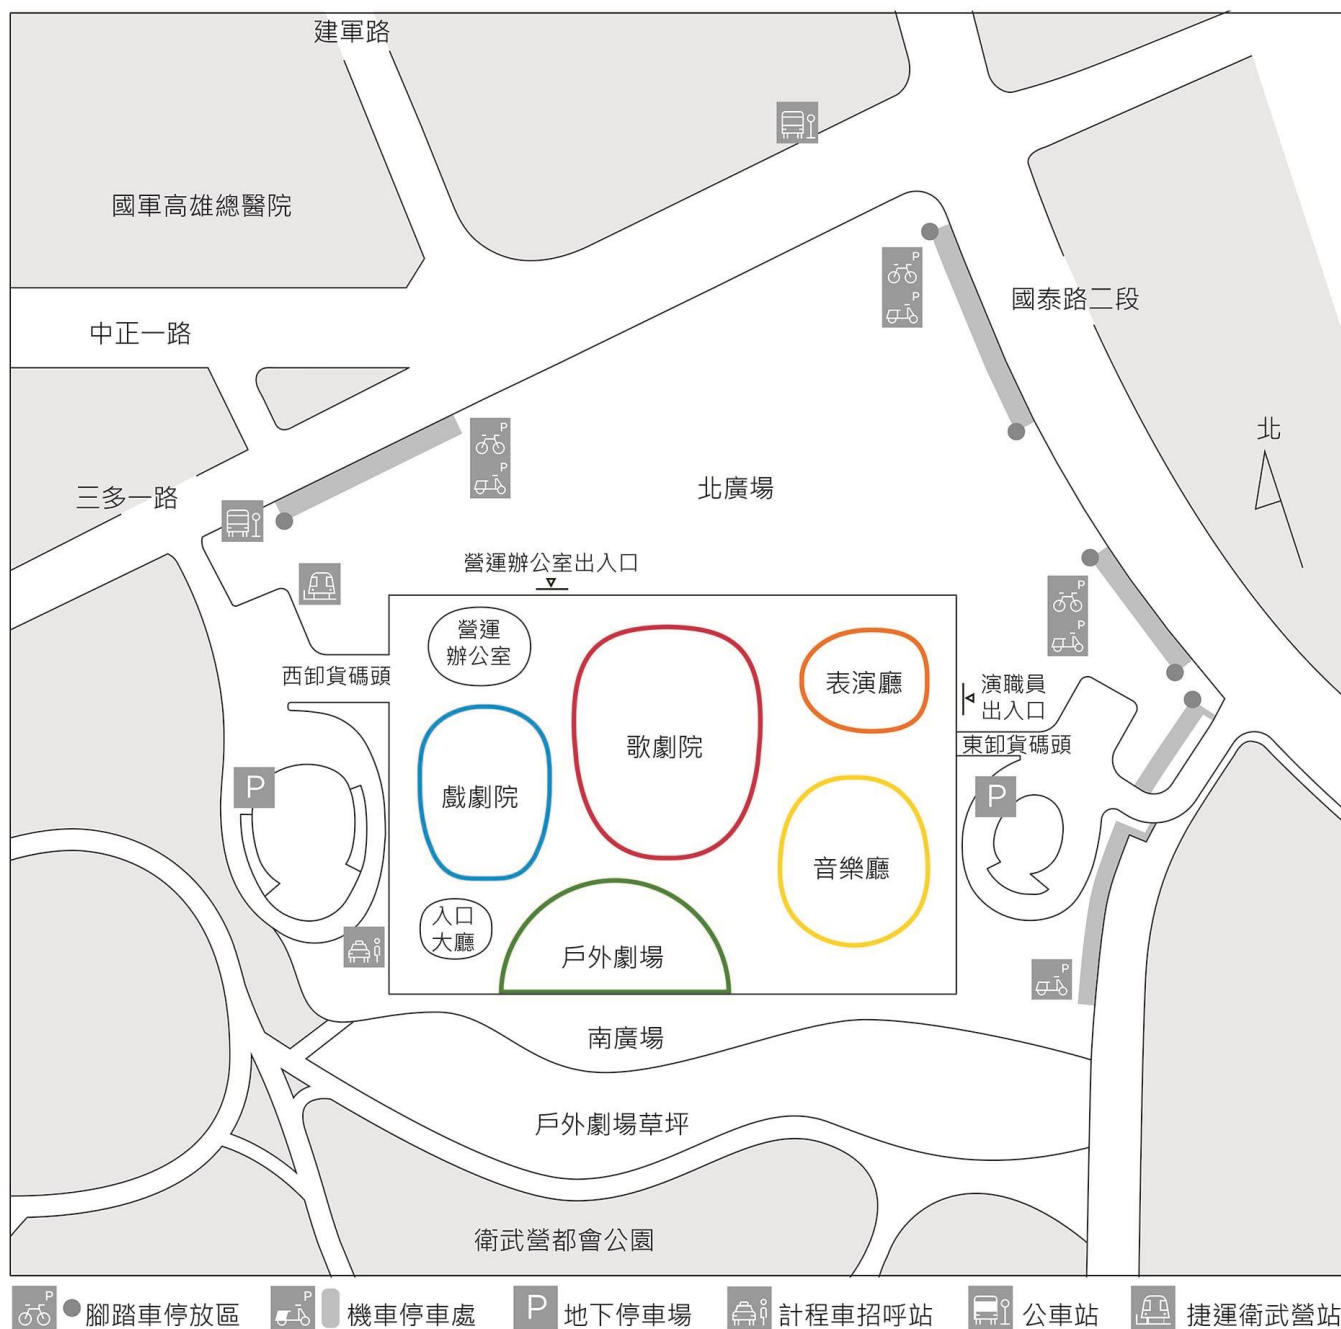 建軍路
國軍高雄總醫院
國泰路二段
中正一路
北
三多一路
北廣場
營運辦公室出入口
營運
辦公室
西卸貨碼頭
表演廳
演職員
出入口
歌劇院
東卸貨碼頭
P
戲劇院
P
音樂廳
入口
大廳
戶外劇場
南廣場
戶外劇場草坪
衛武營都會公園
P
P
P
P
P
P
P
P 腳踏車停放區
P 機車停車處
P 地下停車場
計程車招呼站
公車站
捷運衛武營站